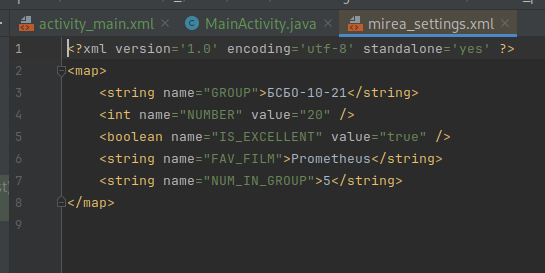 activity_main.xml MainActivity.java mirea_settings.xml
1 <?xml version='1.0' encoding='utf-8' standalone='yes' ?>
2 <map>
3 <string name="GROUP">БСБО-10-21</string>
4 <int name="NUMBER" value="20" />
5 <boolean name="IS_EXCELLENT" value="true" />
6 <string name="FAV_FILM">Prometheus</string>
7 <string name="NUM_IN_GROUP">5</string>
8 </map>
9